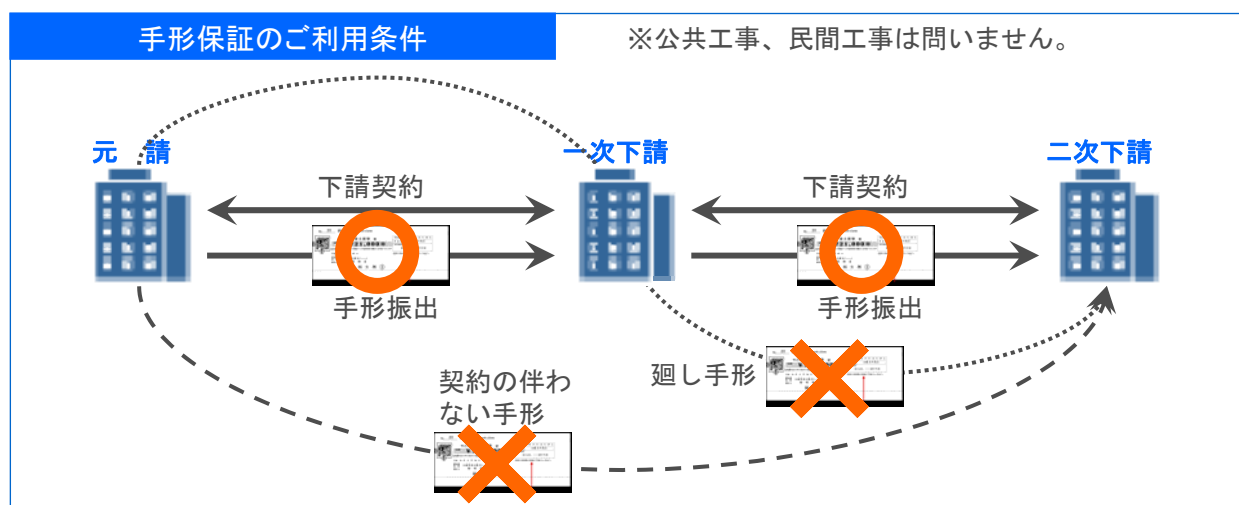 手形保証のご利用条件
※公共工事、民間工事は問いません。
元　請
一次下請
二次下請
下請契約
下請契約
手形振出
手形振出
廻し手形
契約の伴わ
ない手形